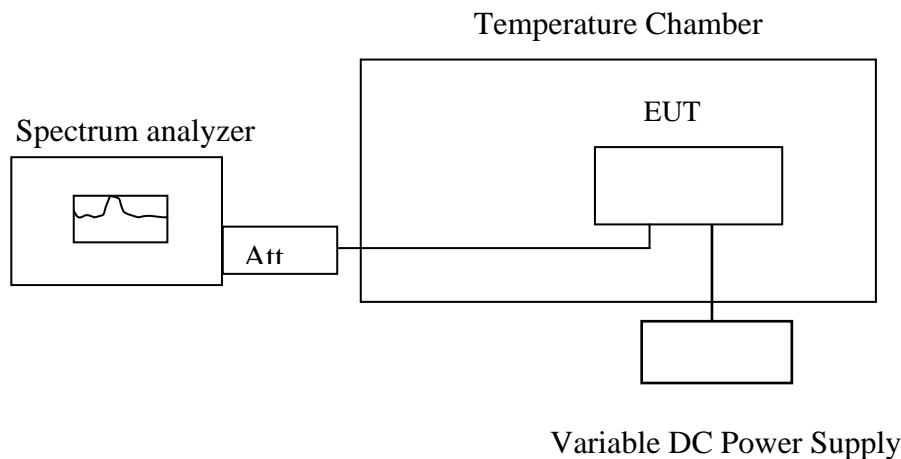 Temperature Chamber
EUT
Spectrum analyzer
Att
Variable DC Power Supply